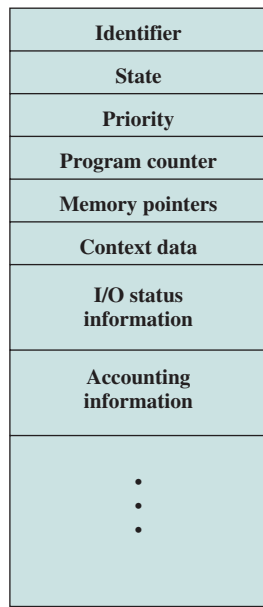 Identifier
State
Priority
Program counter
Memory pointers
Context data
I/O status
information
Accounting
information